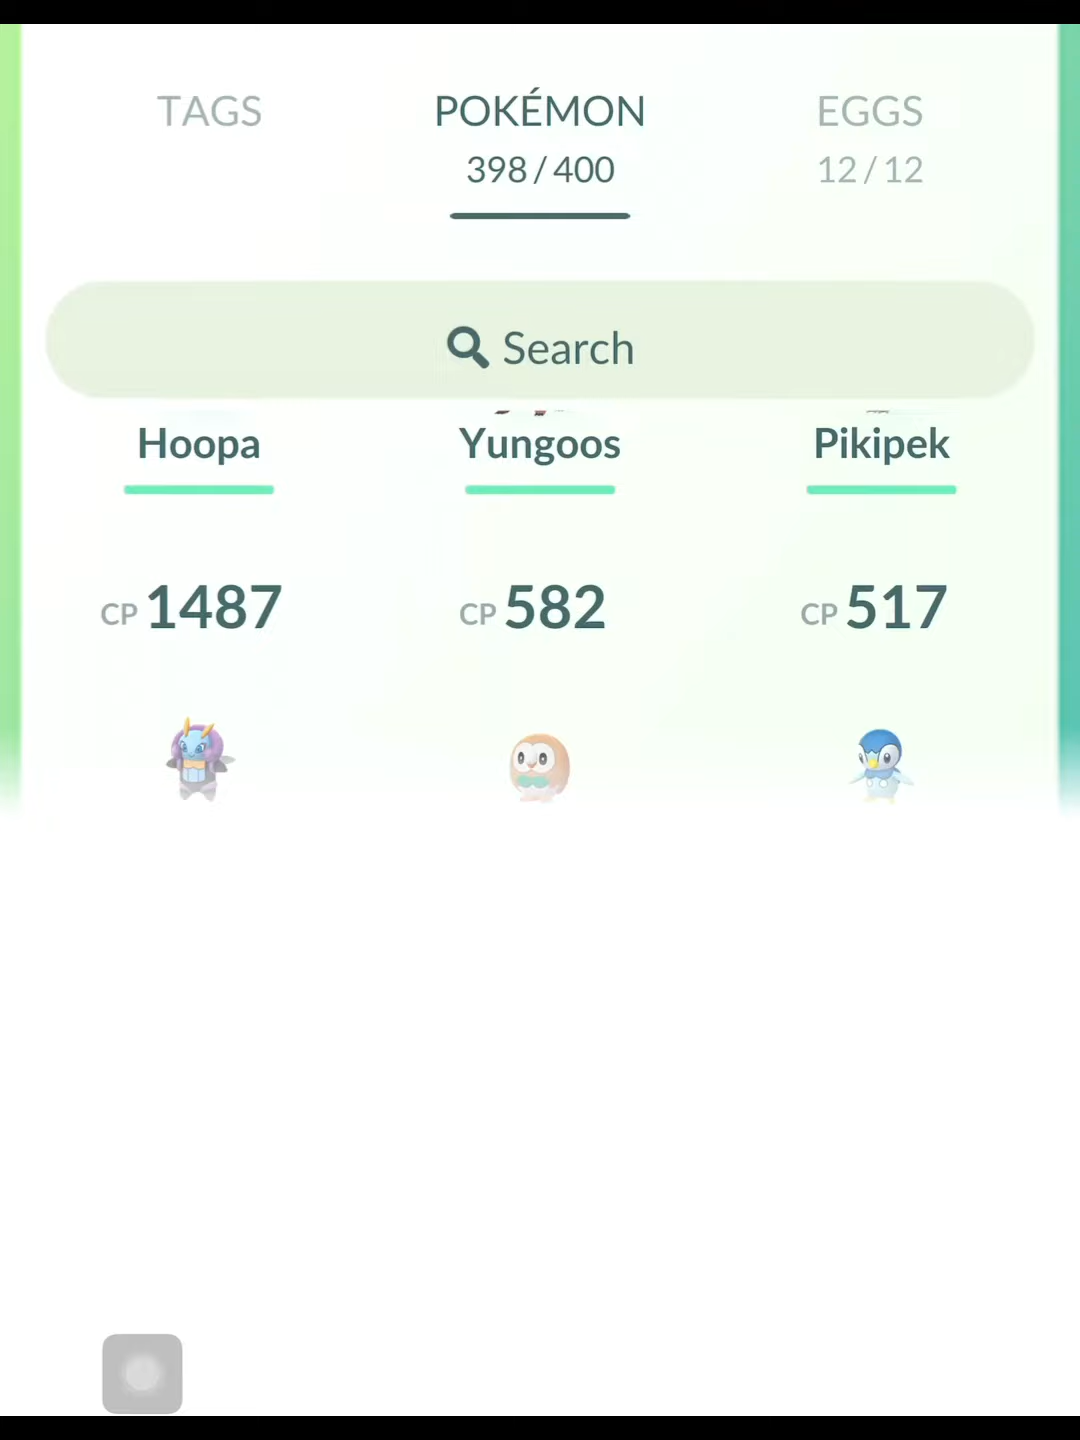 TAGS
POKÉMON
EGGS
398 / 400
12 / 12
Search
Hoopa
Yungoos
Pikipek
CP 1487
CP 582
CP 517